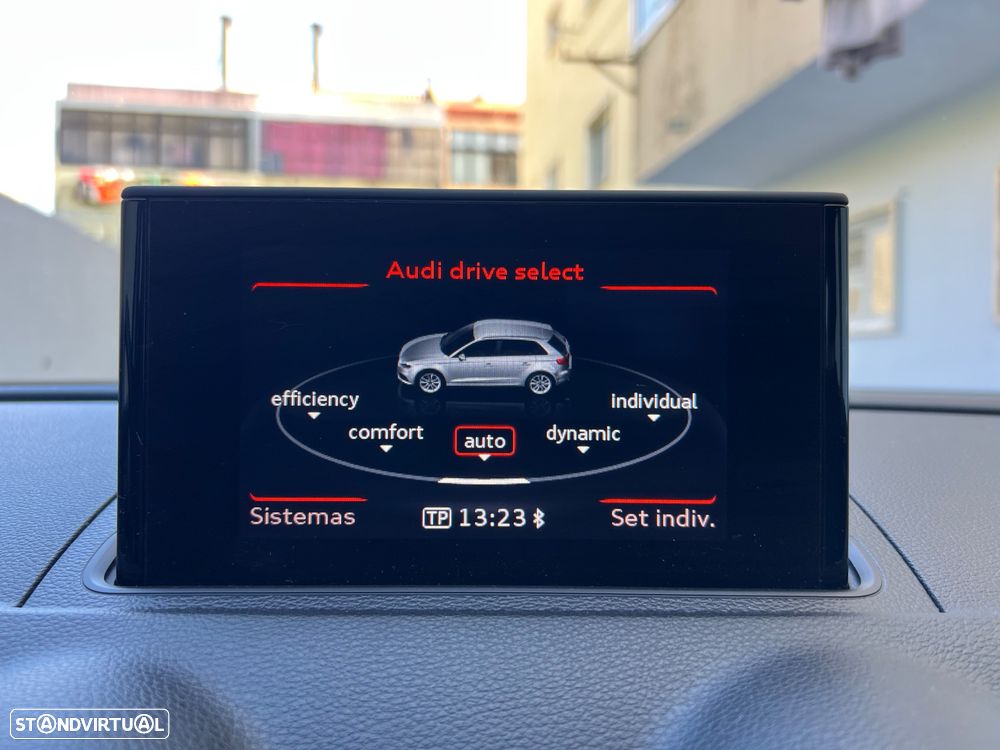 Audi drive select
efficiency
individual
comfort
auto
dynamic
Sistemas
TP 13:23
Set indiv.
STANDVIRTUAL